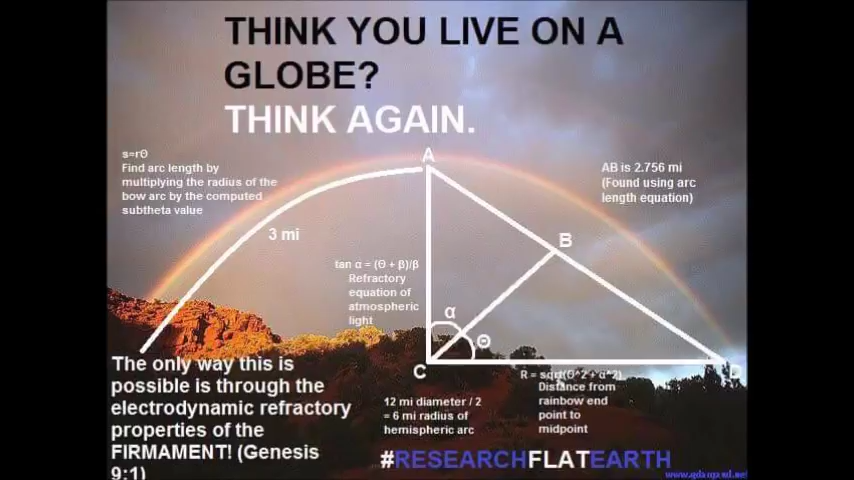 THINK YOU LIVE ON A
GLOBE?
THINK AGAIN.
s=rΘ
Find arc length by
multiplying the radius of the
bow arc by the computed
subtheta value
A
AB is 2.756 mi
(Found using arc
length equation)
3 mi
B
tan α = (Θ + β)/β
Refractory
equation of
atmospheric
light
α
Θ
C
D
The only way this is
possible is through the
electrodynamic refractory
properties of the
FIRMAMENT! (Genesis
9:1)
12 mi diameter / 2
= 6 mi radius of
hemispheric arc
R = sqrt(Θ^2 + α^2)
Distance from
rainbow end
point to
midpoint
#RESEARCHFLATEARTH